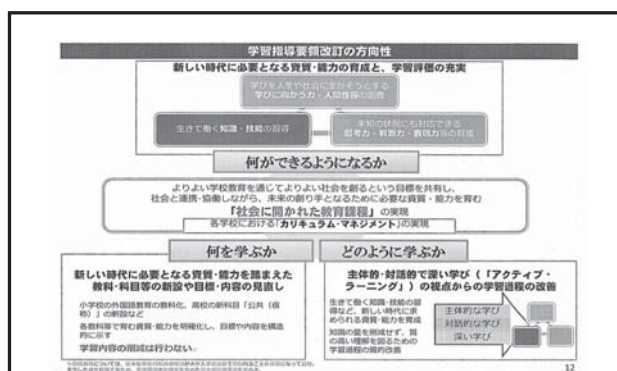 学習指導要領改訂の方向性
新しい時代に必要となる資質・能力の育成と、学習評価の充実
学びを人生や社会に生かそうとする
学びに向かう力・人間性等の涵養
生きて働く知識・技能の習得
未知の状況にも対応できる
思考力・判断力・表現力等の育成
何ができるようになるか
よりよい学校教育を通じてよりよい社会を創るという目標を共有し、
社会と連携・協働しながら、未来の創り手となるために必要な資質・能力を育む
「社会に開かれた教育課程」の実現
各学校における「カリキュラム・マネジメント」の実現
何を学ぶか
新しい時代に必要となる資質・能力を踏まえた
教科・科目等の新設や目標・内容の見直し
小学校の外国語教育の教科化、高校の新科目「公共（仮
称）」の新設など
各教科等で育む資質・能力を明確化し、目標や内容を構造
的に示す
学習内容の削減は行わない
どのように学ぶか
主体的・対話的で深い学び（「アクティブ・
ラーニング」）の視点からの学習過程の改善
生きて働く知識・技能の習
得など、新しい時代に求
められる資質・能力を育成
知識の量を削減せず、質
の高い理解を図るための
学習過程の質的改善
主体的な学び
対話的な学び
深い学び
12